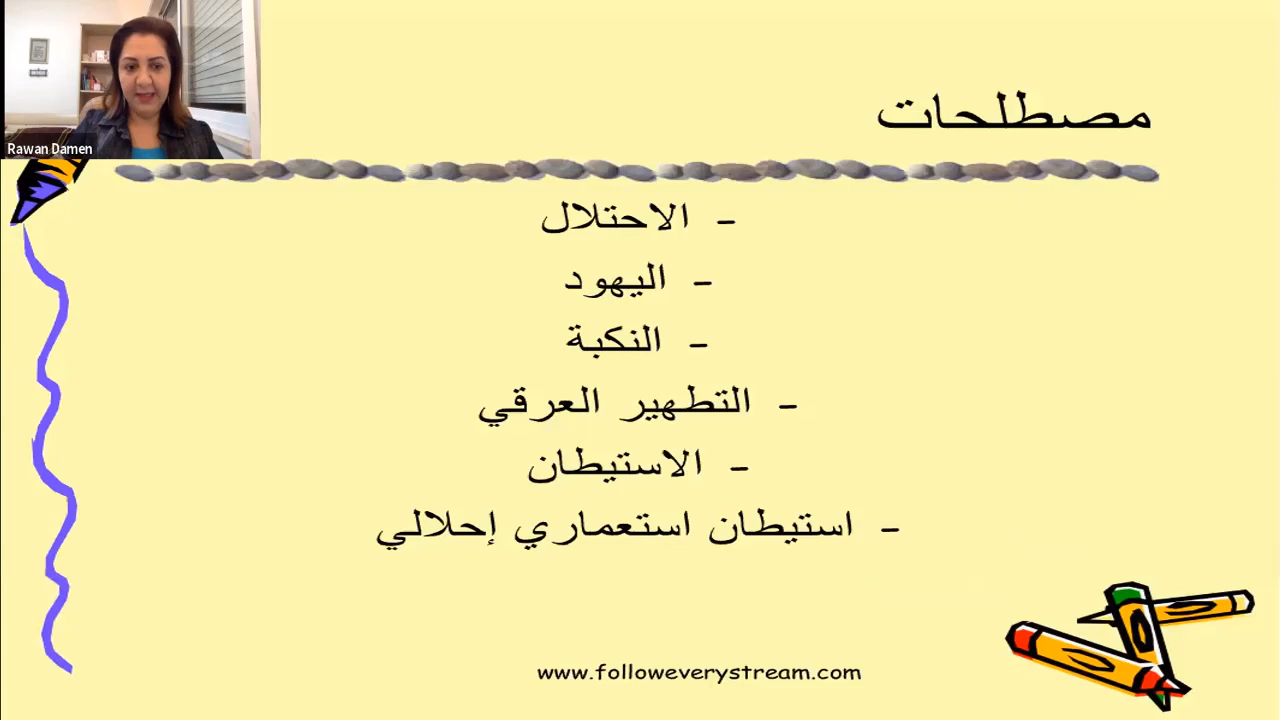 Rawan Damen
مصطلحات
- الاحتلال
- اليهود
- النكبة
- التطهير العرقي
- الاستيطان
- استيطان استعماري إحلالي
www.followeverystream.com